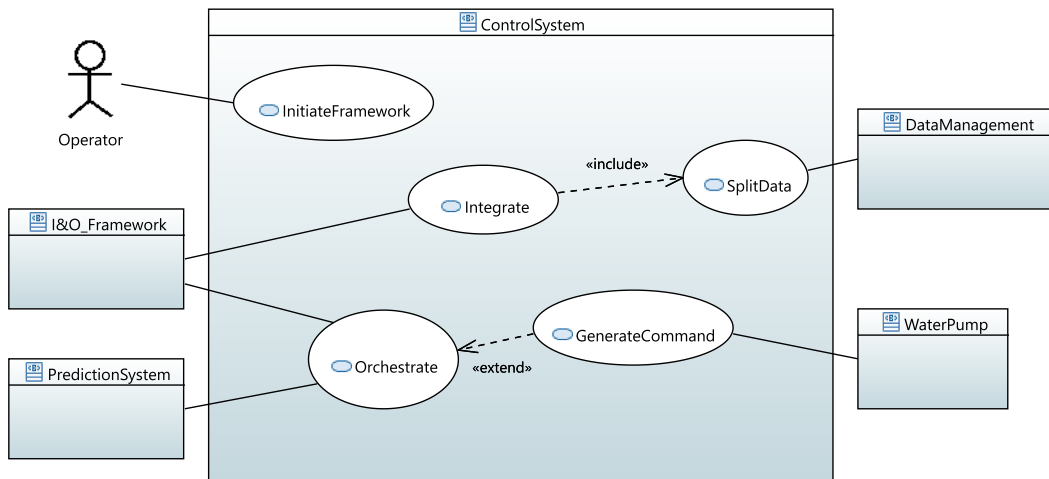 ControlSystem
Operator
InitiateFramework
DataManagement
«include»
SplitData
Integrate
I&O_Framework
WaterPump
GenerateCommand
Orchestrate
«extend»
PredictionSystem